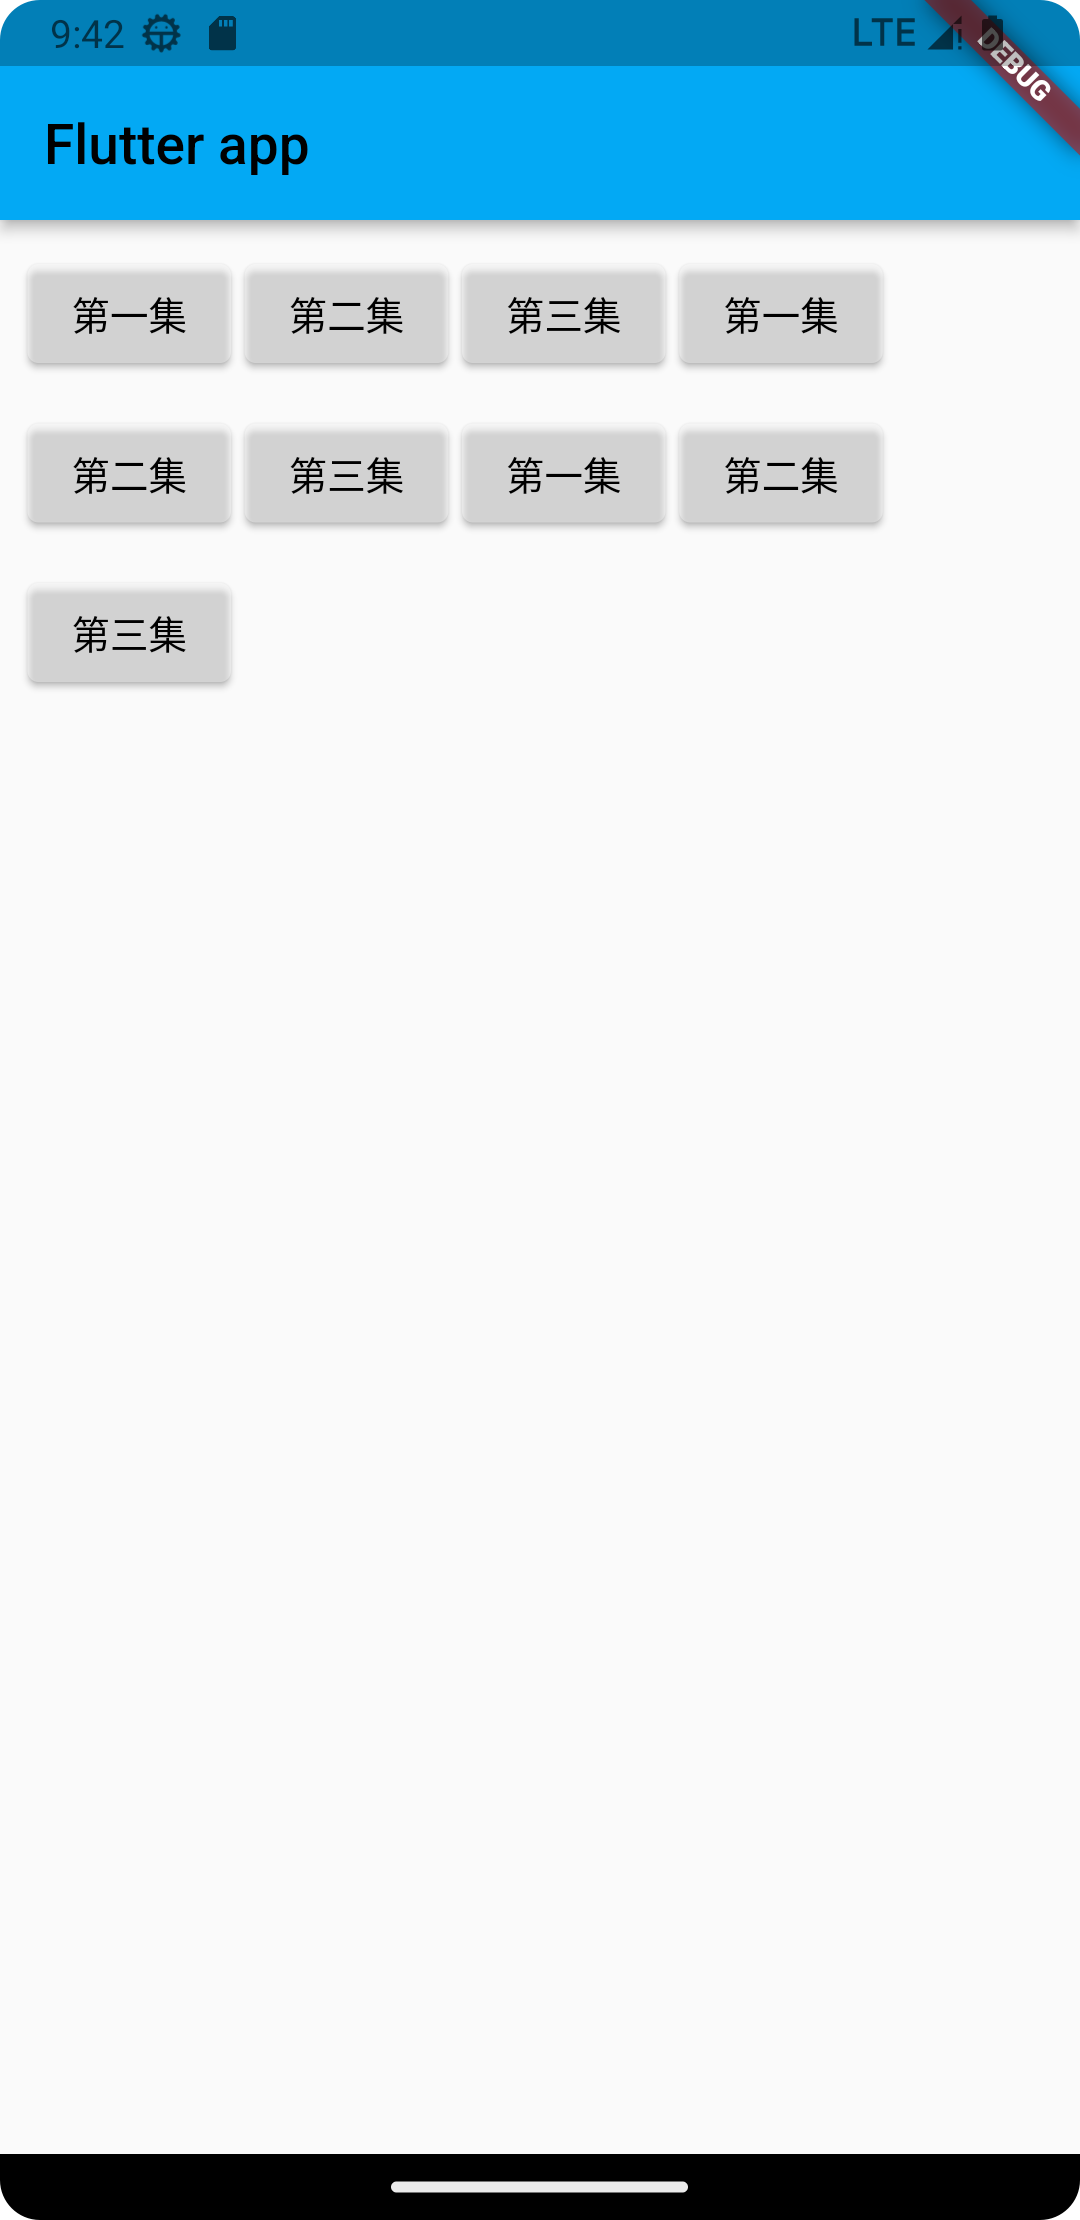 9:42 LTE
DEBUG
Flutter app
第一集 第二集 第三集 第一集
第二集 第三集 第一集 第二集
第三集